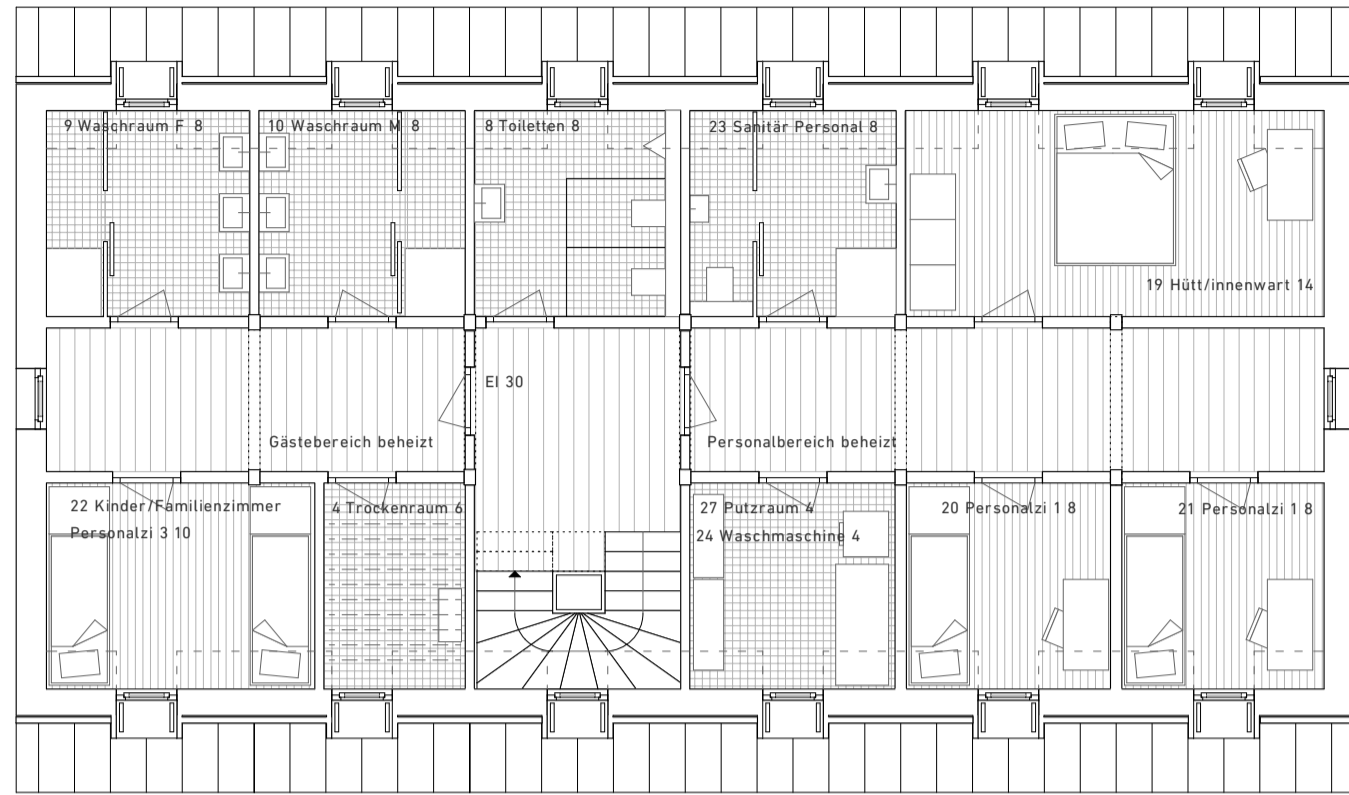 9 Waschraum F 8
10 Waschraum M 8
8 Toiletten 8
23 Sanitär Personal 8
19 Hütt/innenwart 14
EI 30
Gästebereich beheizt
Personalbereich beheizt
22 Kinder/Familienzimmer
Personalzi 3 10
4 Trockenraum 6
27 Putzraum 4
24 Waschmaschine 4
20 Personalzi 1 8
21 Personalzi 1 8